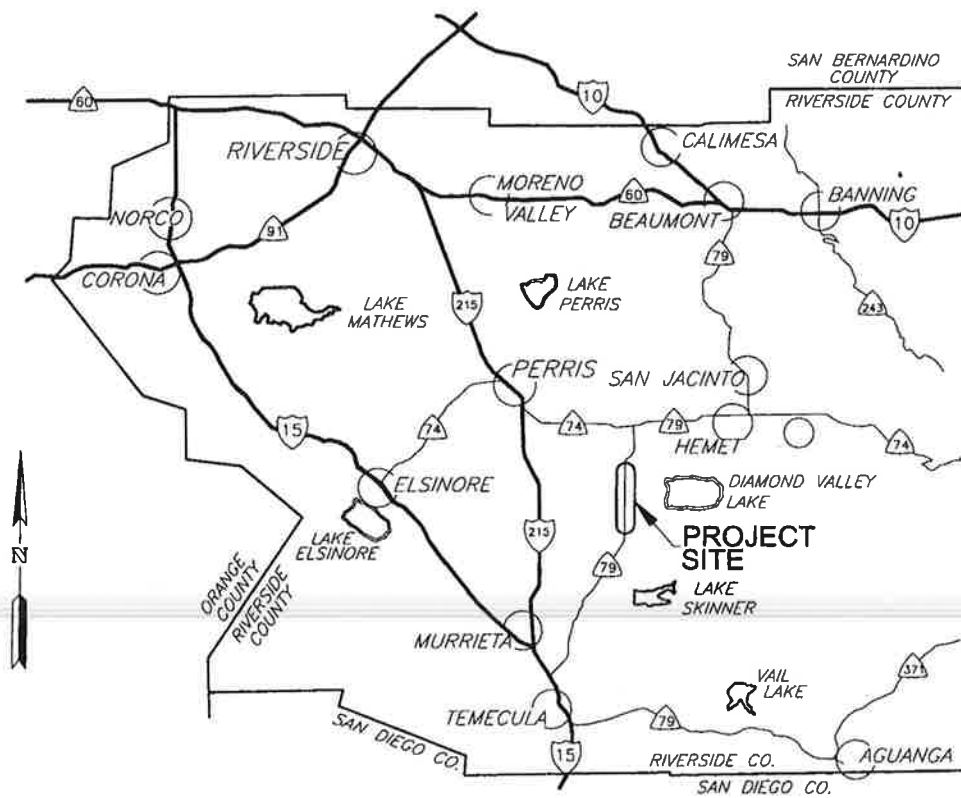 SAN BERNARDINO
COUNTY
RIVERSIDE COUNTY
60
10
RIVERSIDE
CALIMESA
MORENO
VALLEY
60
BEAUMONT
BANNING
10
NORCO
91
CORONA
79
243
LAKE
MATHEWS
215
LAKE
PERRIS
PERRIS
SAN JACINTO
15
74
74
79
HEMET
74
ELSINORE
DIAMOND VALLEY
LAKE
LAKE
ELSINORE
215
PROJECT
SITE
N
79
LAKE
SKINNER
ORANGE
COUNTY
RIVERSIDE
COUNTY
MURRIETA
371
VAIL
LAKE
TEMECULA
79
SAN DIEGO CO.
15
RIVERSIDE CO.
SAN DIEGO CO.
AGUANGA